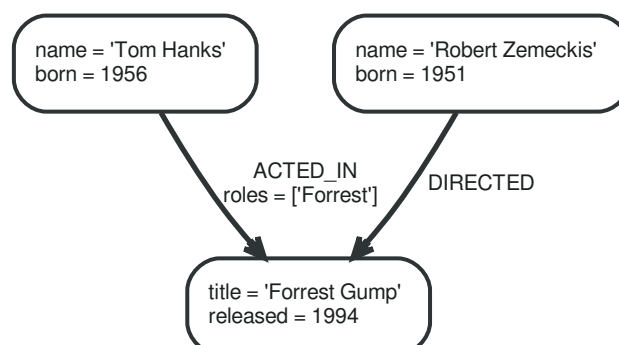 name = 'Tom Hanks'
born = 1956
name = 'Robert Zemeckis'
born = 1951
ACTED_IN
roles = ['Forrest']
DIRECTED
title = 'Forrest Gump'
released = 1994